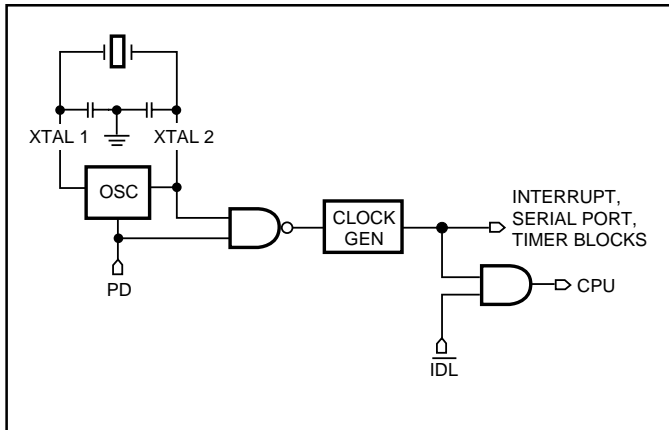 XTAL 1
XTAL 2
OSC
PD
CLOCK
GEN
INTERRUPT,
SERIAL PORT,
TIMER BLOCKS
CPU
IDL